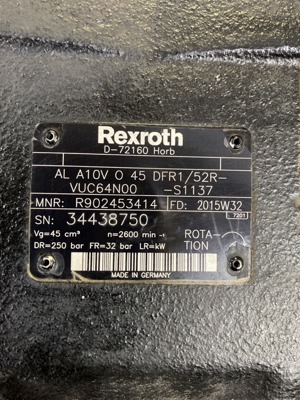 Rexroth
D-72160 Horb
AL A10V O 45 DFR1/52R-
VUC64N00 -S1137
MNR: R902453414 FD: 2015W32
SN: 34438750 7201
Vg=45 cm³ n=2600 min⁻¹ ROTA-
DR=250 bar FR=32 bar LR=kW TION
MADE IN GERMANY